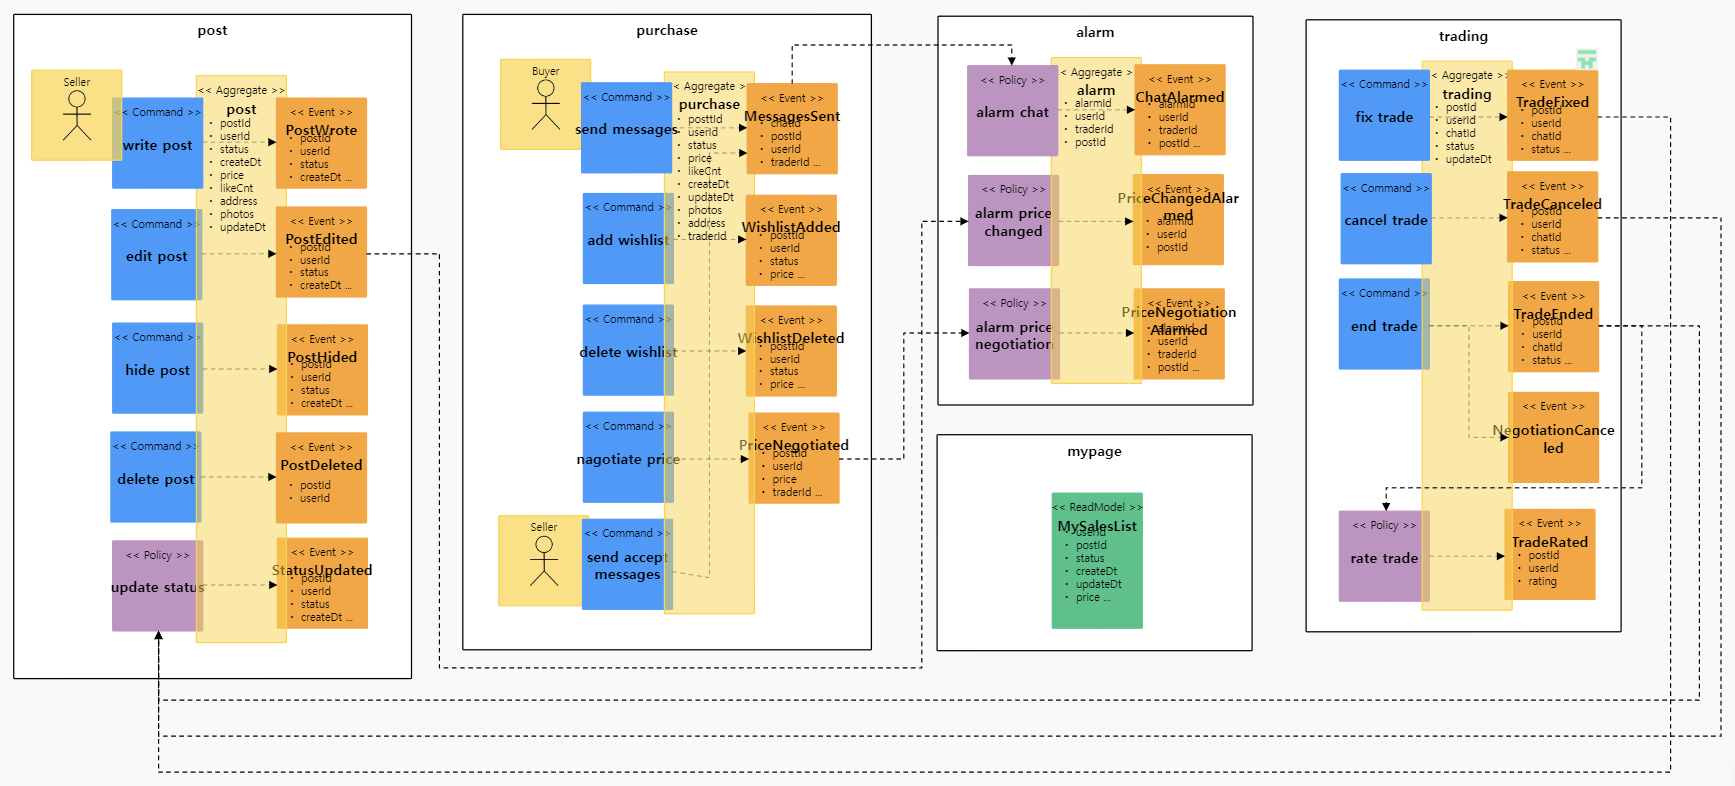 post
Seller
<< Command >>
write post
<< Aggregate >>
post
• postId
• userId
• status
• createDt
• price
• likeCnt
• address
• photos
• updateDt
<< Event >>
PostWrote
• postId
• userId
• status
• createDt ...
<< Command >>
edit post
<< Event >>
PostEdited
• postId
• userId
• status
• createDt ...
<< Command >>
hide post
<< Event >>
PostHided
• postId
• userId
• status
• createDt ...
<< Command >>
delete post
<< Event >>
PostDeleted
• postId
• userId
<< Policy >>
update status
<< Event >>
StatusUpdated
• postId
• userId
• status
• createDt ...
purchase
Buyer
<< Command >>
send messages
< Aggregate >
purchase
• posttId
• userId
• status
• price
• likeCnt
• createDt
• updateDt
• photos
• address
• traderId
<< Event >>
MessagesSent
• chatId
• postId
• userId
• traderId ...
<< Command >>
add wishlist
<< Event >>
WishlistAdded
• postId
• userId
• status
• price ...
<< Command >>
delete wishlist
<< Event >>
WishlistDeleted
• posttId
• userId
• status
• price ...
<< Command >>
nagotiate price
<< Event >>
PriceNegotiated
• posttId
• userId
• price
• traderId ...
Seller
<< Command >>
send accept
messages
alarm
<< Policy >>
alarm chat
< Aggregate >
alarm
• alarmId
• userId
• traderId
• postId
<< Event >>
ChatAlarmed
• alarmId
• userId
• traderId
• postId ...
<< Policy >>
alarm price
changed
<< Event >>
PriceChangedAlar
med
• alarmId
• userId
• postId
<< Policy >>
alarm price
negotiation
<< Event >>
PriceNegotiation
Alarmed
• alarmId
• userId
• traderId
• postId ...
mypage
<< ReadModel >>
MySalesList
• userId
• postId
• status
• createDt
• updateDt
• price ...
trading
<< Command >>
fix trade
< Aggregate >
trading
• postId
• userId
• chatId
• status
• updateDt
<< Event >>
TradeFixed
• postId
• userId
• chatId
• status ...
<< Command >>
cancel trade
<< Event >>
TradeCanceled
• postId
• userId
• chatId
• status ...
<< Command >>
end trade
<< Event >>
TradeEnded
• postId
• userId
• chatId
• status ...
<< Event >>
NegotiationCance
led
<< Policy >>
rate trade
<< Event >>
TradeRated
• postId
• userId
• rating